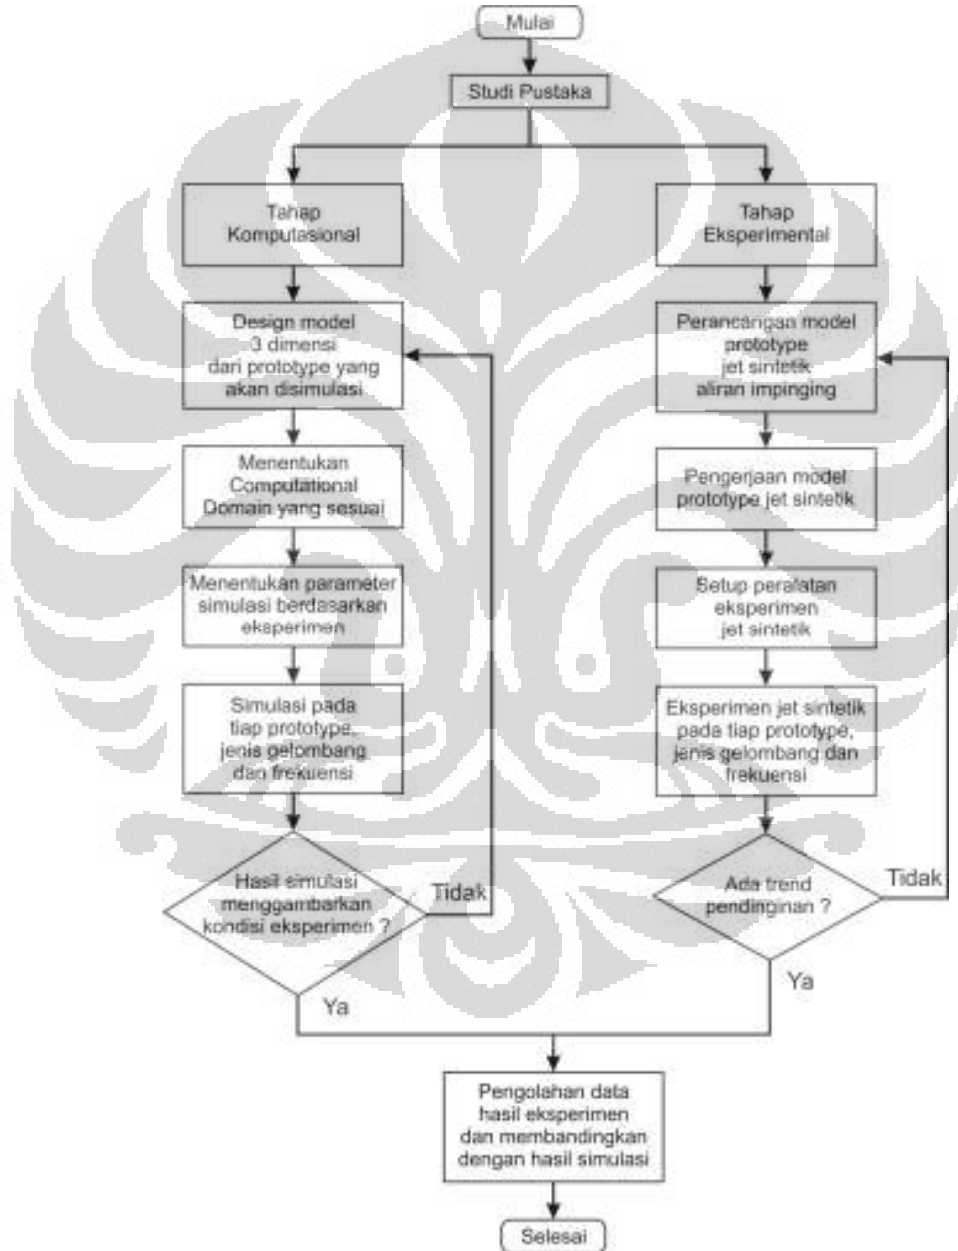 Mulai
Studi Pustaka
Tahap
Komputasional
Design model
3 dimensi
dari prototype yang
akan disimulasi
Menentukan
Computational
Domain yang sesuai
Menentukan parameter
simulasi berdasarkan
eksperimen
Simulasi pada
tiap prototype,
jenis gelombang
dan frekuensi
Hasil simulasi
menggambarkan
kondisi eksperimen ?
Tidak
Ya
Tahap
Eksperimental
Perancangan model
prototype
jet sintetik
aliran impinging
Pengerjaan model
prototype jet sintetik
Setup peralatan
eksperimen
jet sintetik
Eksperimen jet sintetik
pada tiap prototype,
jenis gelombang dan
frekuensi
Ada trend
pendinginan ?
Tidak
Ya
Pengolahan data
hasil eksperimen
dan membandingkan
dengan hasil simulasi
Selesai